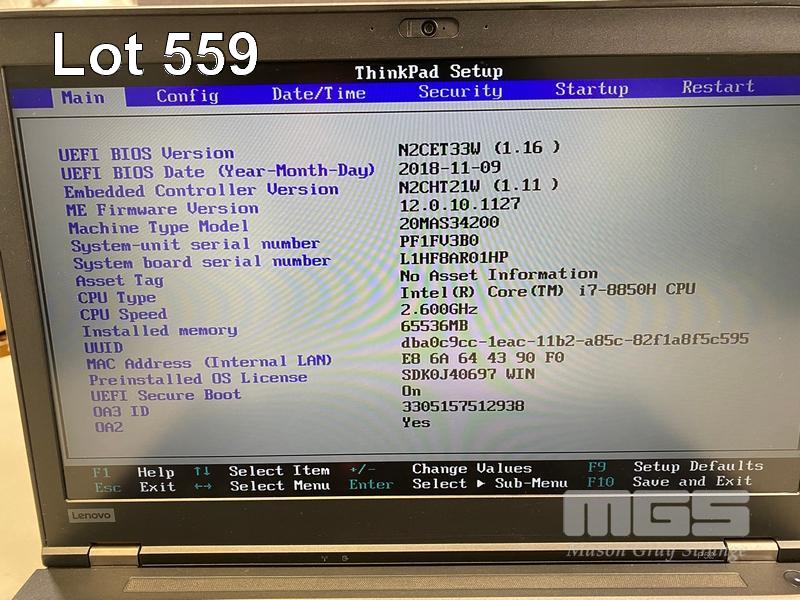 Lot 559
ThinkPad Setup
Main Config Date/Time Security Startup Restart
UEFI BIOS Version N2CET33W (1.16 )
UEFI BIOS Date (Year-Month-Day) 2018-11-09
Embedded Controller Version N2CHT21W (1.11 )
ME Firmware Version 12.0.10.1127
Machine Type Model 20MAS34200
System-unit serial number PF1FV3B0
System board serial number L1HF8AR01HP
Asset Tag No Asset Information
CPU Type Intel(R) Core(TM) i7-8850H CPU
CPU Speed 2.600GHz
Installed memory 65536MB
UUID dba0c9cc-1eac-11b2-a85c-82f1a8f5c595
MAC Address (Internal LAN) E8 6A 64 43 90 F0
Preinstalled OS License SDK0J40697 WIN
UEFI Secure Boot On
OA3 ID 3305157512938
OA2 Yes
F1 Help ↑↓ Select Item +/- Change Values F9 Setup Defaults
Esc Exit ←→ Select Menu Enter Select ▶ Sub-Menu F10 Save and Exit
Lenovo
MGS
Mason Gray Strange